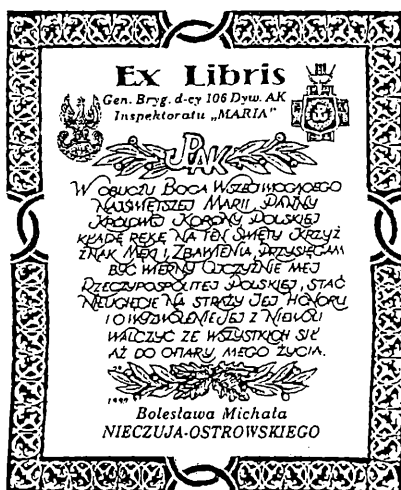 Ex Libris
Gen. Bryg. d-cy 106 Dyw. AK
Inspektoratu „MARIA"
JPAK
W OBLICZU BOGA WSZECHMOGĄCEGO
NAJŚWIĘTSZEJ MARII, PANNY
KRÓLOWEJ KORONY POLSKIEJ
KŁADĘ RĘKĘ NA TEN ŚWIĘTY KRZYŻ
ZNAK MĘKI I ZBAWIENIA, PRZYSIĘGAM
BYĆ WIERNY OJCZYŹNIE MEJ
RZECZYPOSPOLITEJ POLSKIEJ, STAĆ
NIEUGIĘCIE NA STRAŻY JEJ HONORU
I O WYZWOLENIE JEJ Z NIEWOLI
WALCZYĆ ZE WSZYSTKICH SIŁ
AŻ DO OFIARY MEGO ŻYCIA.
Bolesława Michała
NIECZUJA-OSTROWSKIEGO